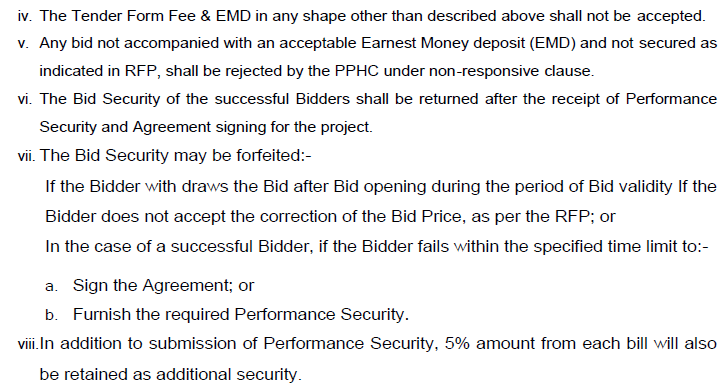 iv. The Tender Form Fee & EMD in any shape other than described above shall not be accepted.
v. Any bid not accompanied with an acceptable Earnest Money deposit (EMD) and not secured as
indicated in RFP, shall be rejected by the PPHC under non-responsive clause.
vi. The Bid Security of the successful Bidders shall be returned after the receipt of Performance
Security and Agreement signing for the project.
vii. The Bid Security may be forfeited:-
If the Bidder with draws the Bid after Bid opening during the period of Bid validity If the
Bidder does not accept the correction of the Bid Price, as per the RFP; or
In the case of a successful Bidder, if the Bidder fails within the specified time limit to:-
a. Sign the Agreement; or
b. Furnish the required Performance Security.
viii.In addition to submission of Performance Security, 5% amount from each bill will also
be retained as additional security.